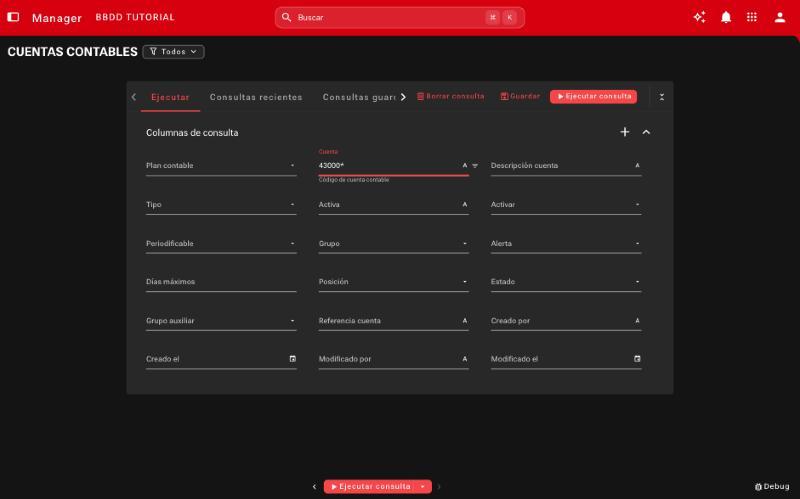 Manager
BBDD TUTORIAL
Buscar
⌘ K
CUENTAS CONTABLES
Todos
Ejecutar
Consultas recientes
Consultas guar
Borrar consulta
Guardar
Ejecutar consulta
Columnas de consulta
Cuenta
Plan contable
43000*
A
Descripción cuenta
A
Código de cuenta contable
Tipo
Activa
A
Activar
Periodificable
Grupo
Alerta
Días máximos
Posición
Estado
Grupo auxiliar
Referencia cuenta
A
Creado por
A
Creado el
Modificado por
A
Modificado el
Ejecutar consulta
Debug